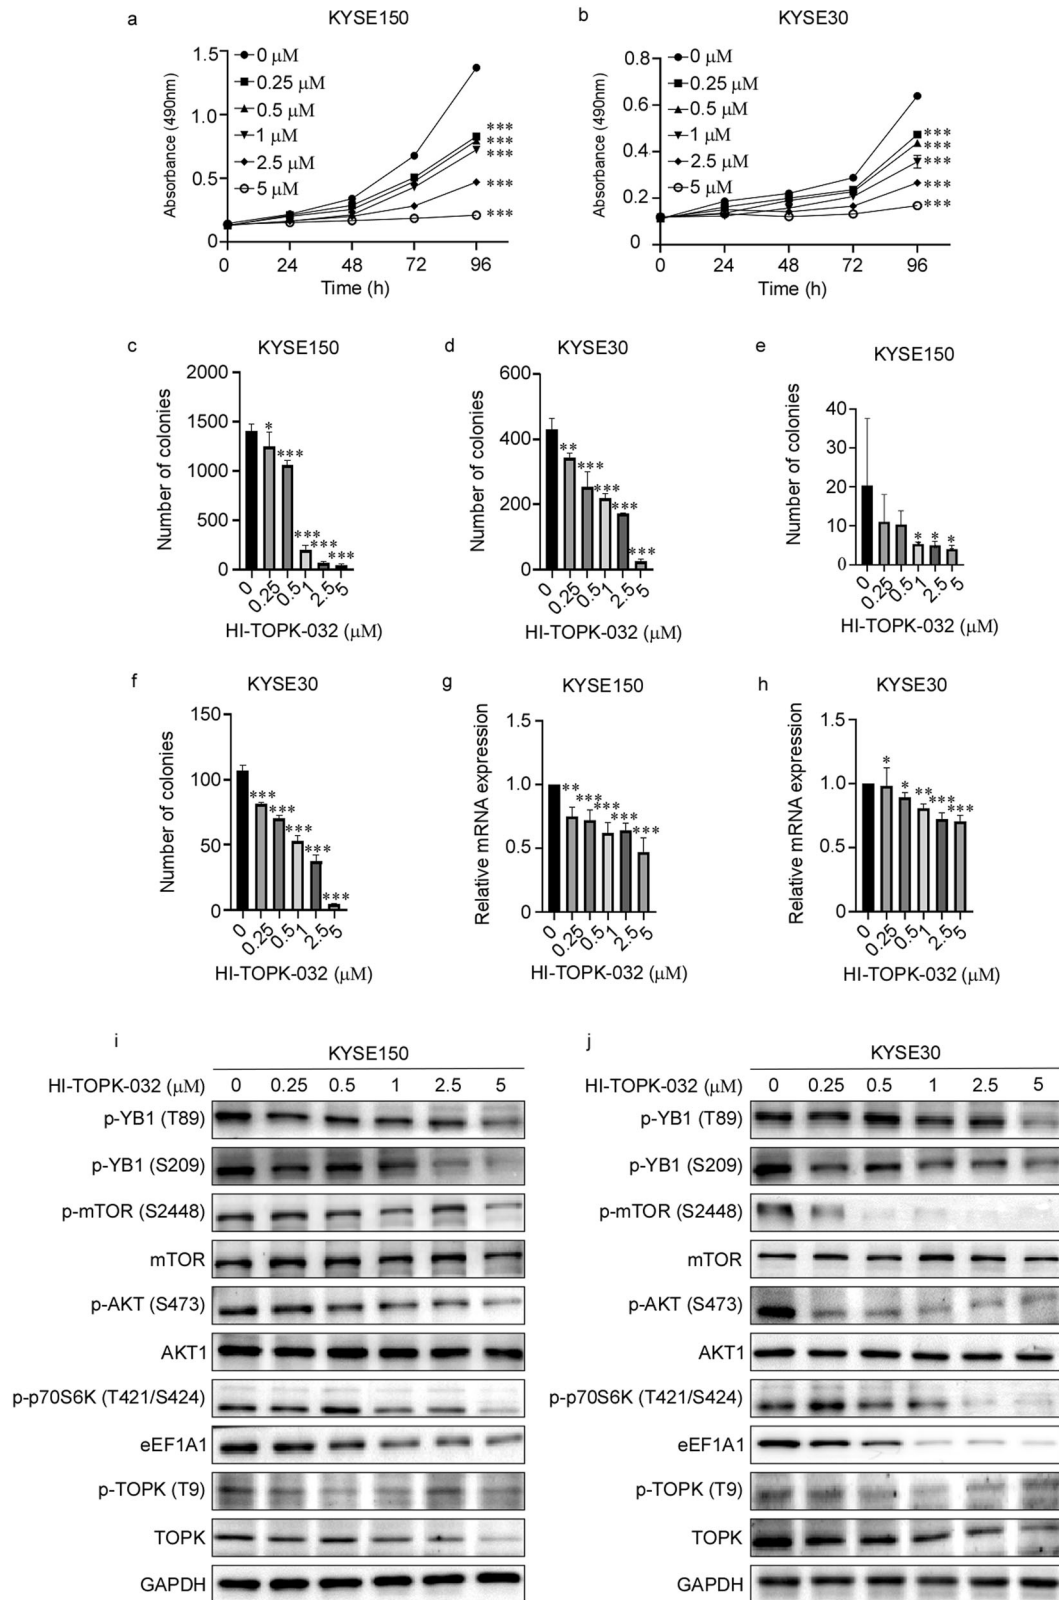 a
KYSE150
Absorbance (490nm)
1.5
1.0
0.5
0
0 μM
0.25 μM
0.5 μM
1 μM
2.5 μM
5 μM
***
***
***
***
***
0 24 48 72 96
Time (h)
b
KYSE30
Absorbance (490nm)
0.8
0.6
0.4
0.2
0
0 μM
0.25 μM
0.5 μM
1 μM
2.5 μM
5 μM
***
***
***
***
***
0 24 48 72 96
Time (h)
c
KYSE150
Number of colonies
2000
1500
1000
500
0
* *** *** *** ***
0 0.25 0.5 1 2.5 5
HI-TOPK-032 (μM)
d
KYSE30
Number of colonies
600
400
200
0
** *** *** *** ***
0 0.25 0.5 1 2.5 5
HI-TOPK-032 (μM)
e
KYSE150
Number of colonies
40
30
20
10
0
* * *
0 0.25 0.5 1 2.5 5
HI-TOPK-032 (μM)
f
KYSE30
Number of colonies
150
100
50
0
*** *** *** *** ***
0 0.25 0.5 1 2.5 5
HI-TOPK-032 (μM)
g
KYSE150
Relative mRNA expression
1.5
1.0
0.5
0
** *** *** *** ***
0 0.25 0.5 1 2.5 5
HI-TOPK-032 (μM)
h
KYSE30
Relative mRNA expression
1.5
1.0
0.5
0
* * ** *** ***
0 0.25 0.5 1 2.5 5
HI-TOPK-032 (μM)
i
KYSE150
HI-TOPK-032 (μM) 0 0.25 0.5 1 2.5 5
p-YB1 (T89)
p-YB1 (S209)
p-mTOR (S2448)
mTOR
p-AKT (S473)
AKT1
p-p70S6K (T421/S424)
eEF1A1
p-TOPK (T9)
TOPK
GAPDH
j
KYSE30
HI-TOPK-032 (μM) 0 0.25 0.5 1 2.5 5
p-YB1 (T89)
p-YB1 (S209)
p-mTOR (S2448)
mTOR
p-AKT (S473)
AKT1
p-p70S6K (T421/S424)
eEF1A1
p-TOPK (T9)
TOPK
GAPDH